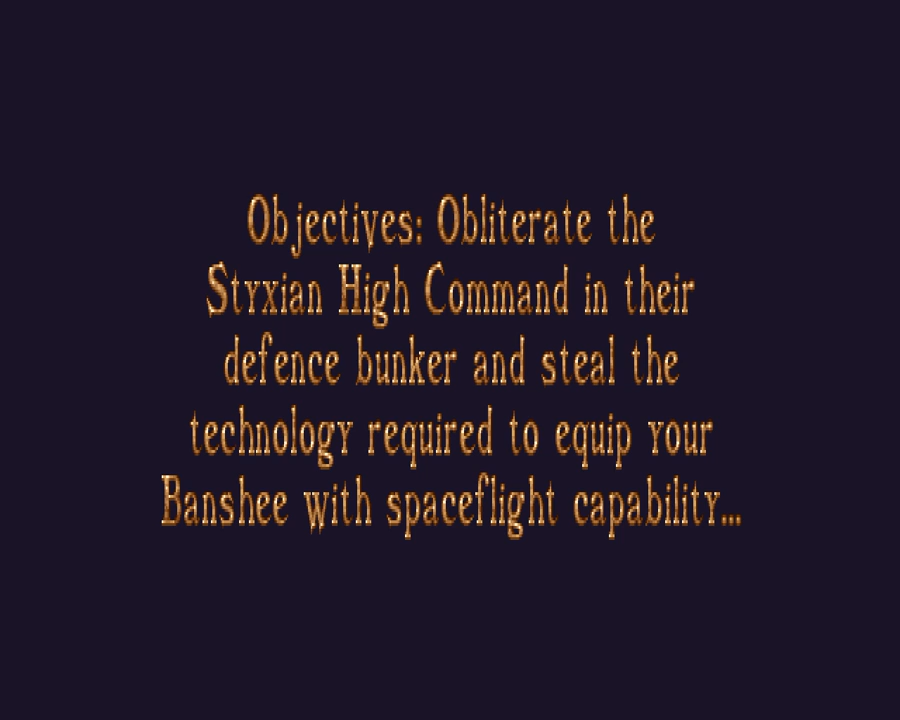 Objectives: Obliterate the
Styxian High Command in their
defence bunker and steal the
technology required to equip your
Banshee with spaceflight capability...